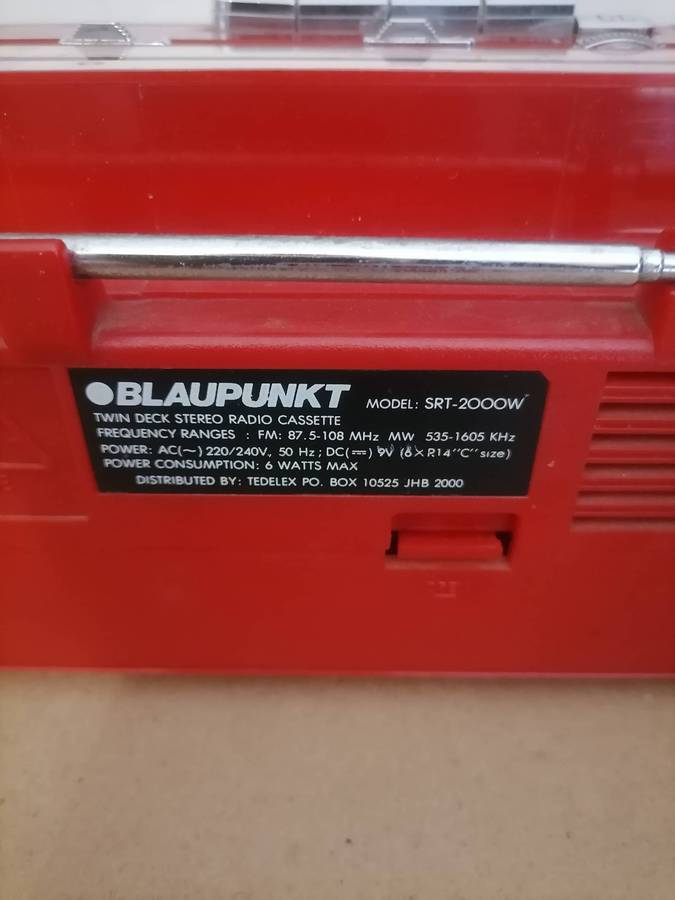 BLAUPUNKT MODEL: SRT-2000W
TWIN DECK STEREO RADIO CASSETTE
FREQUENCY RANGES : FM: 87.5-108 MHz MW 535-1605 KHz
POWER: AC(~) 220/240V, 50 Hz; DC(⎓) 9V (6×R14"C" size)
POWER CONSUMPTION: 6 WATTS MAX
DISTRIBUTED BY: TEDELEX PO. BOX 10525 JHB 2000